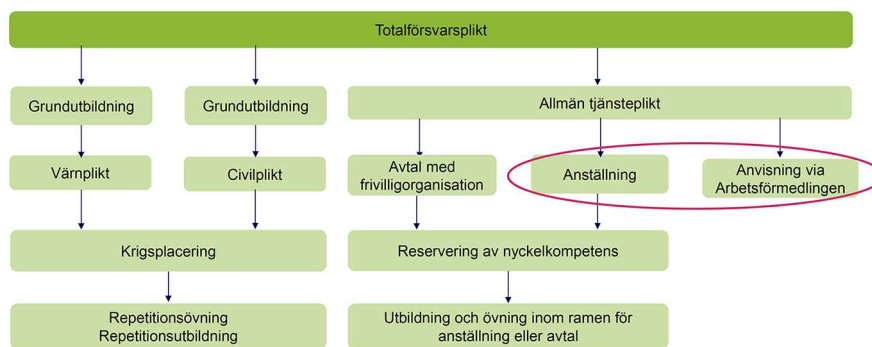 Totalförsvarsplikt
Grundutbildning
Grundutbildning
Allmän tjänsteplikt
Värnplikt
Civilplikt
Avtal med
frivilligorganisation
Anställning
Anvisning via
Arbetsförmedlingen
Krigsplacering
Reservering av nyckelkompetens
Repetitionsövning
Repetitionsutbildning
Utbildning och övning inom ramen för
anställning eller avtal